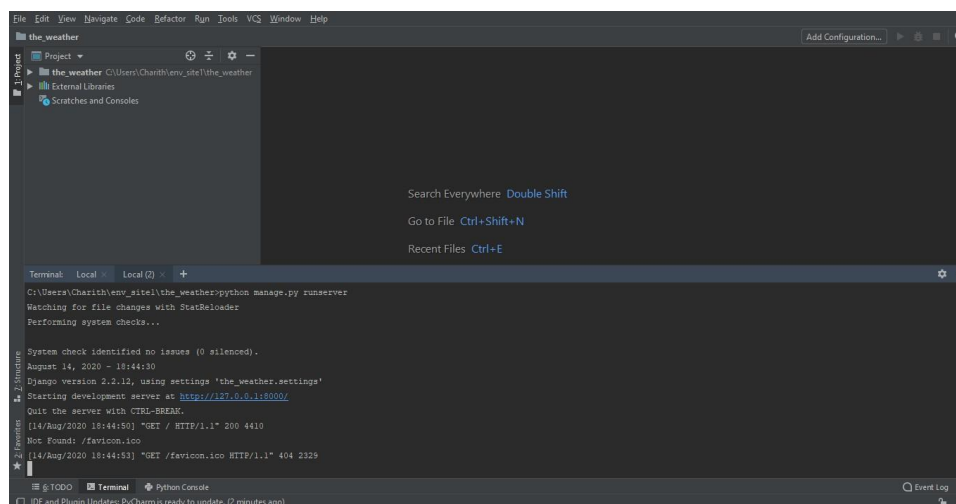 File Edit View Navigate Code Refactor Run Tools VCS Window Help
the_weather
Add Configuration...
1: Project
Project
the_weather C:\Users\Charith\env_site1\the_weather
External Libraries
Scratches and Consoles
Search Everywhere Double Shift
Go to File Ctrl+Shift+N
Recent Files Ctrl+E
Terminal: Local × Local (2) × +
C:\Users\Charith\env_site1\the_weather>python manage.py runserver
Watching for file changes with StatReloader
Performing system checks...
System check identified no issues (0 silenced).
August 14, 2020 - 18:44:30
Django version 2.2.12, using settings 'the_weather.settings'
Starting development server at http://127.0.0.1:8000/
Quit the server with CTRL-BREAK.
[14/Aug/2020 18:44:50] "GET / HTTP/1.1" 200 4410
Not Found: /favicon.ico
[14/Aug/2020 18:44:53] "GET /favicon.ico HTTP/1.1" 404 2329
7: Structure
2: Favorites
6: TODO Terminal Python Console
Event Log
IDE and Plugin Updates: PyCharm is ready to update. (2 minutes ago)